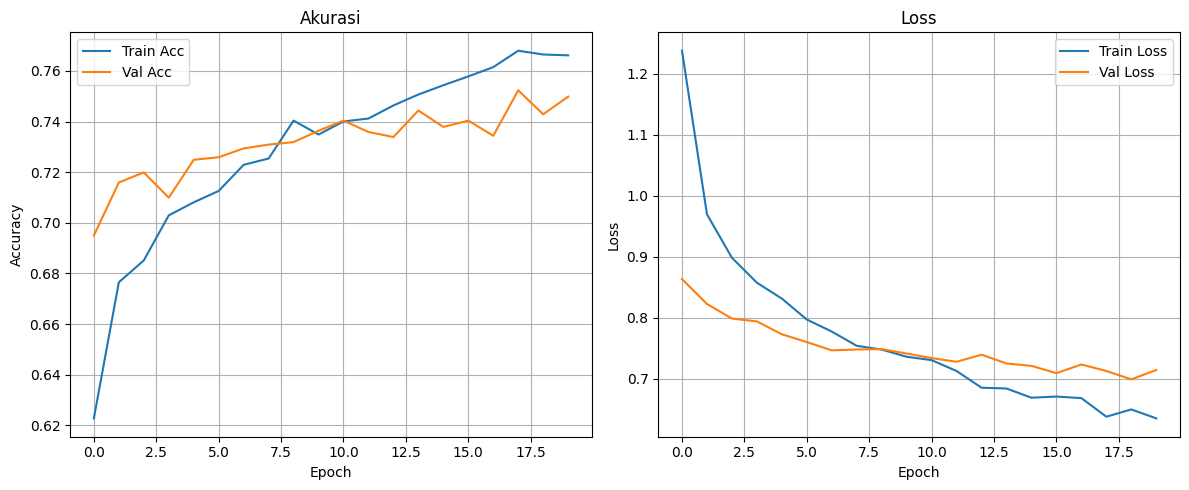 Akurasi
Train Acc
Val Acc
0.76
0.74
0.72
0.70
0.68
0.66
0.64
0.62
Accuracy
0.0 2.5 5.0 7.5 10.0 12.5 15.0 17.5
Epoch
Loss
Train Loss
Val Loss
1.2
1.1
1.0
0.9
0.8
0.7
Loss
0.0 2.5 5.0 7.5 10.0 12.5 15.0 17.5
Epoch